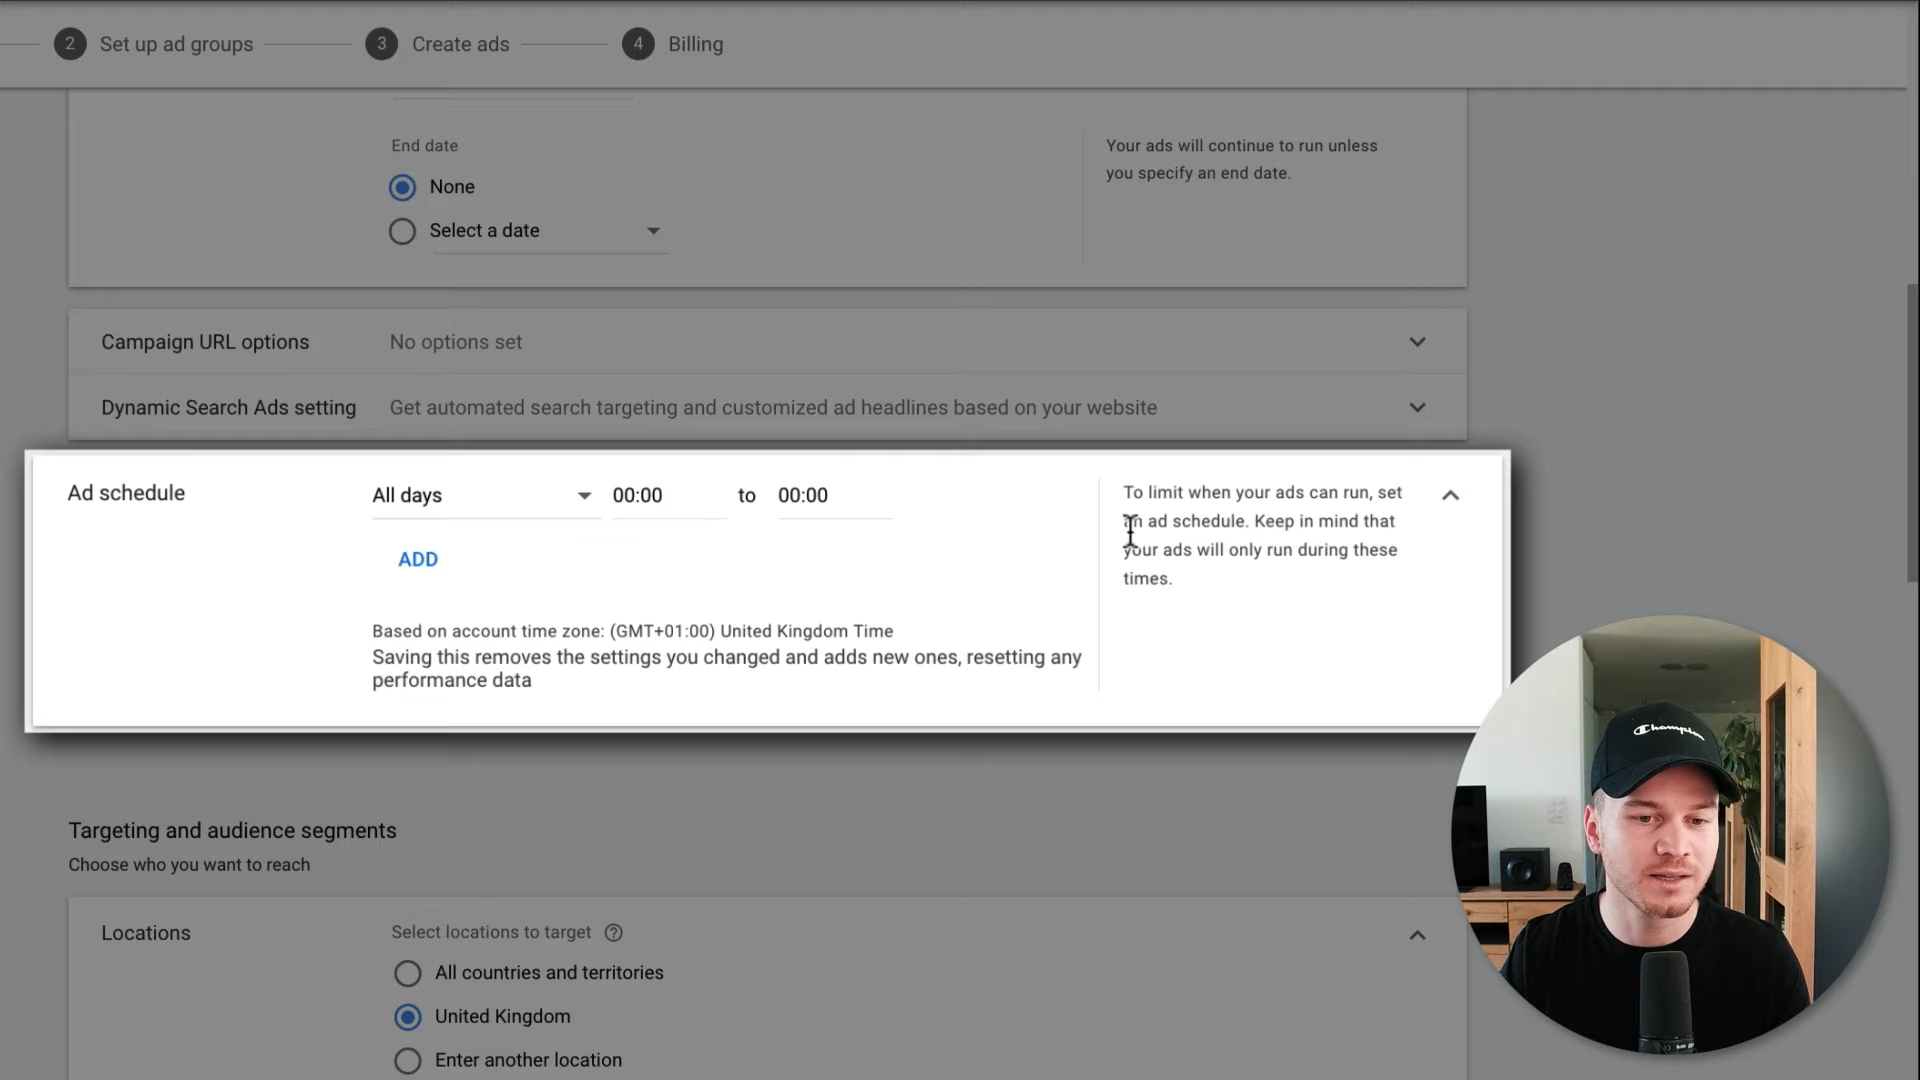 2 Set up ad groups 3 Create ads 4 Billing
End date
None
Select a date
Your ads will continue to run unless
you specify an end date.
Campaign URL options No options set
Dynamic Search Ads setting Get automated search targeting and customized ad headlines based on your website
Ad schedule All days 00:00 to 00:00
ADD
Based on account time zone: (GMT+01:00) United Kingdom Time
Saving this removes the settings you changed and adds new ones, resetting any
performance data
To limit when your ads can run, set
an ad schedule. Keep in mind that
your ads will only run during these
times.
Targeting and audience segments
Choose who you want to reach
Locations Select locations to target
All countries and territories
United Kingdom
Enter another location
Champion